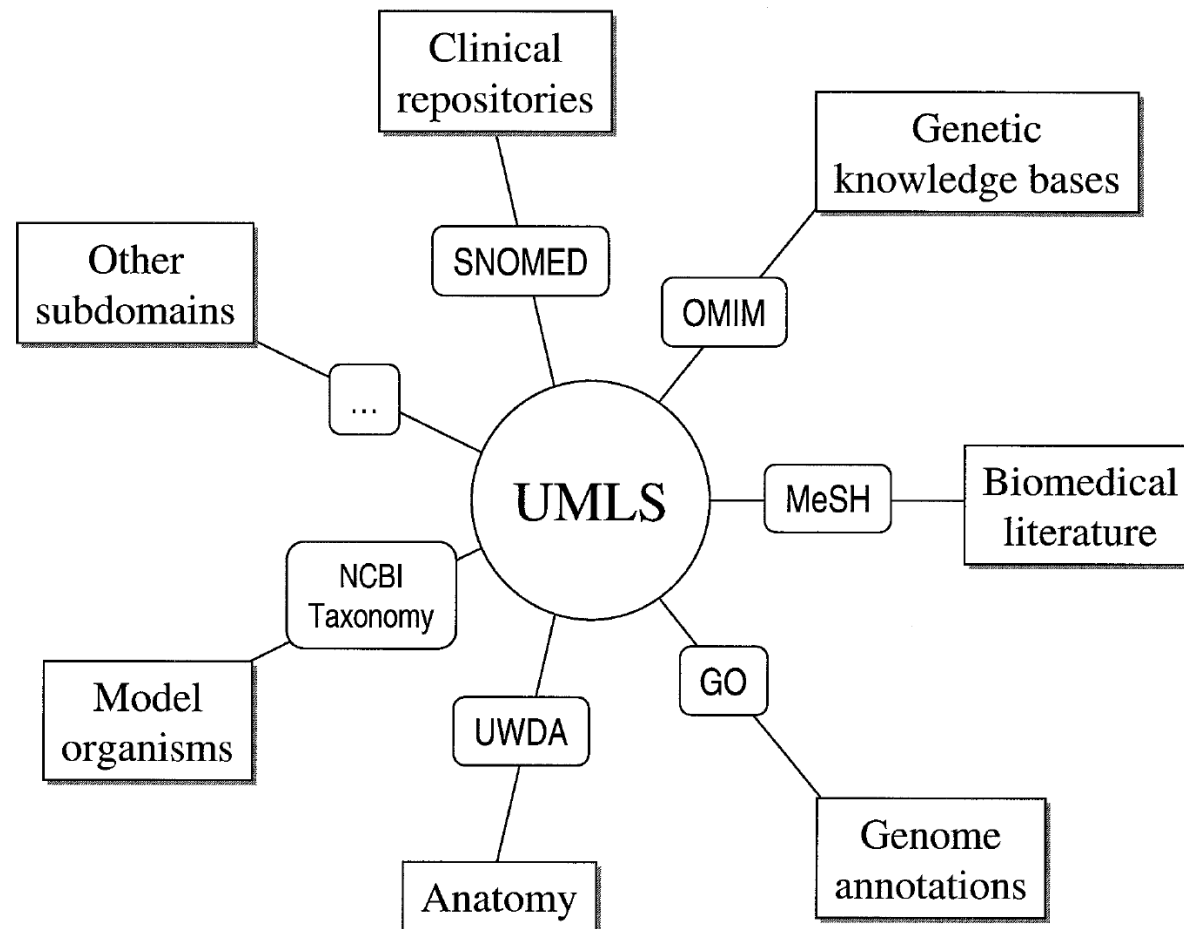 Clinical
repositories
Genetic
knowledge bases
SNOMED
OMIM
Other
subdomains
...
UMLS
MeSH
Biomedical
literature
NCBI
Taxonomy
Model
organisms
UWDA
GO
Anatomy
Genome
annotations